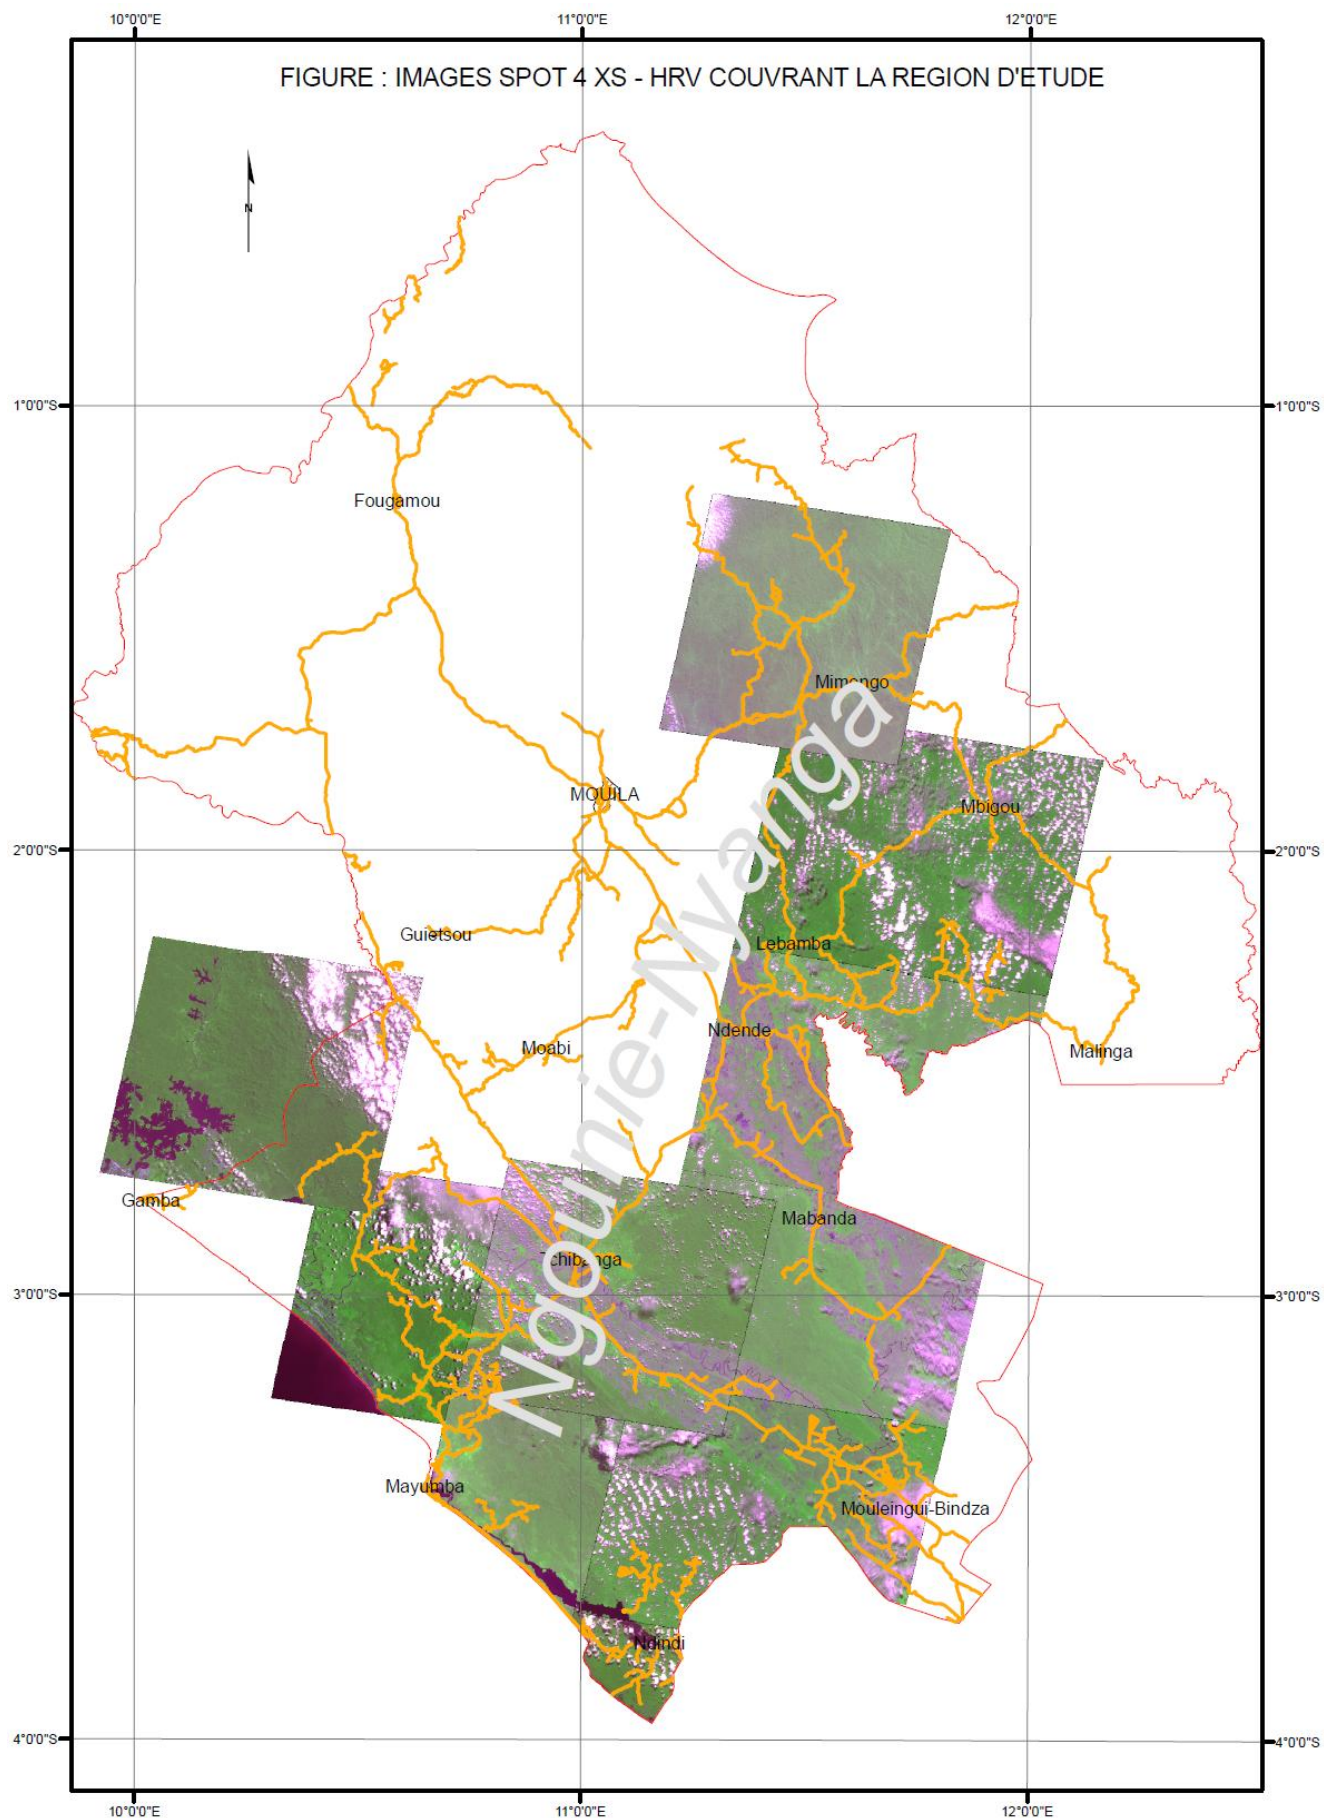 10°0'0"E 11°0'0"E 12°0'0"E
FIGURE : IMAGES SPOT 4 XS - HRV COUVRANT LA REGION D'ETUDE
N
1°0'0"S 1°0'0"S
Fougamou
Mimongo
MOUILA
Mbigou
2°0'0"S 2°0'0"S
Guietsou
Lebamba
Ndende
Moabi
Malinga
Gamba
Mabanda
Tchibanga
3°0'0"S 3°0'0"S
Ngounie-Nyanga
Mayumba
Mouleingui-Bindza
Ndindi
4°0'0"S 4°0'0"S
10°0'0"E 11°0'0"E 12°0'0"E